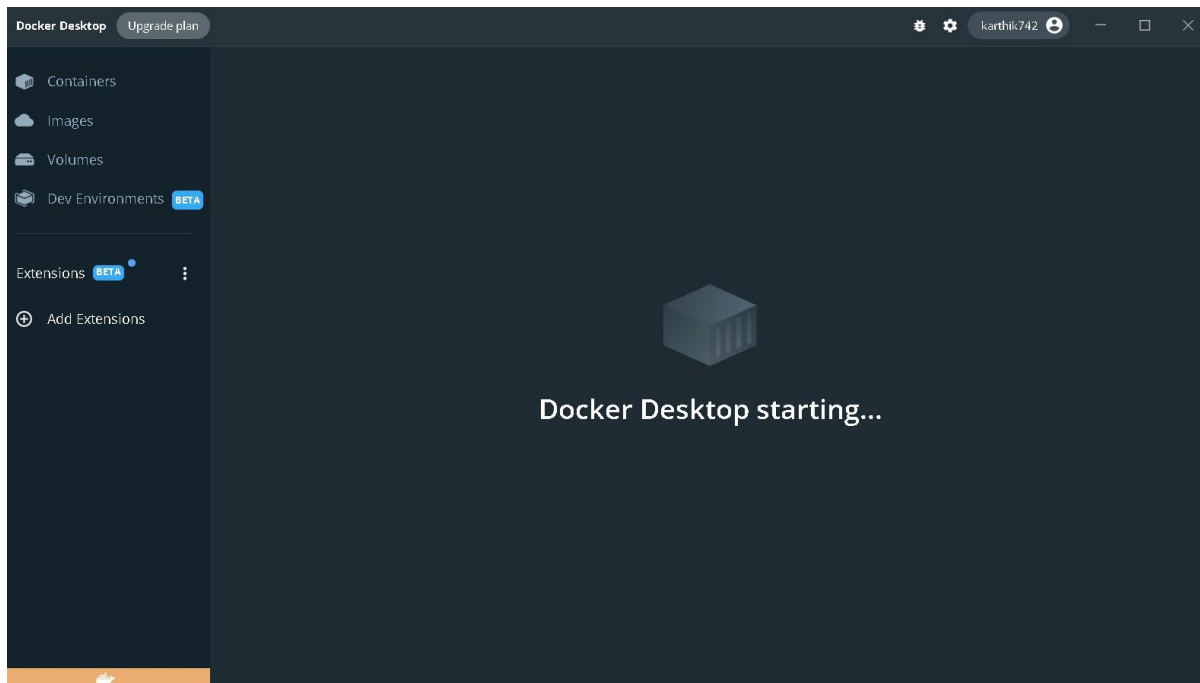 Docker Desktop Upgrade plan karthik742
Containers
Images
Volumes
Dev Environments BETA
Extensions BETA
Add Extensions
Docker Desktop starting...